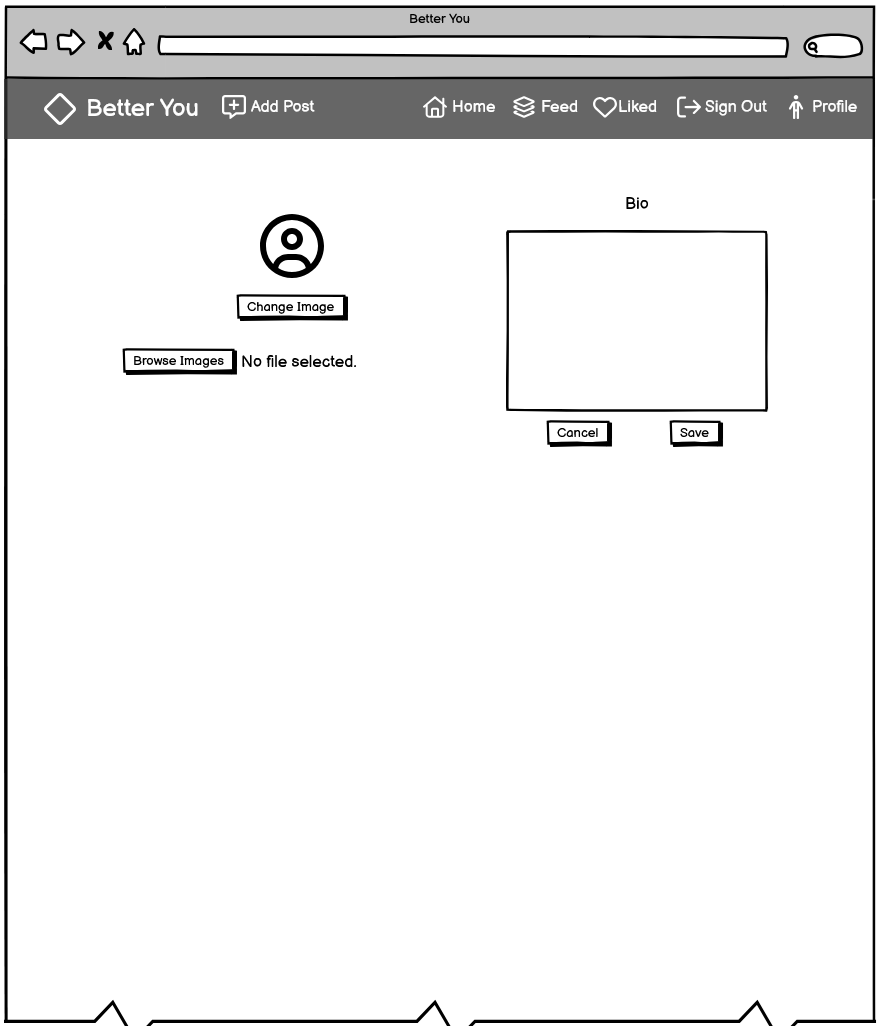 Better You
Better You Add Post Home Feed Liked Sign Out Profile
Bio
Change Image
Browse Images No file selected.
Cancel Save